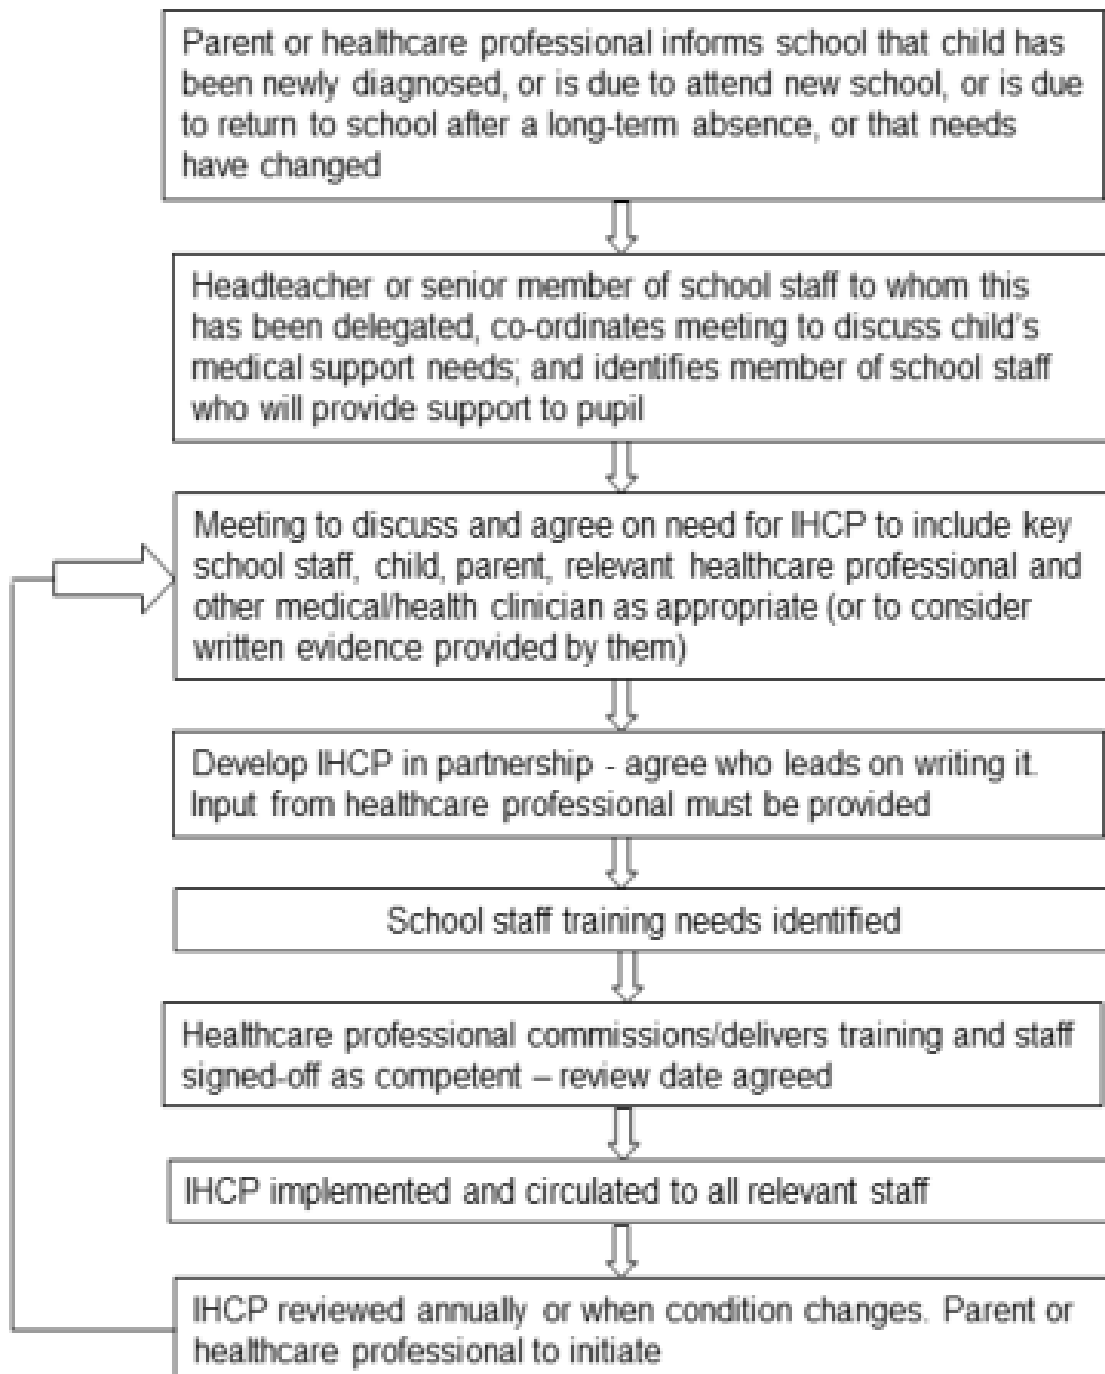 Parent or healthcare professional informs school that child has
been newly diagnosed, or is due to attend new school, or is due
to return to school after a long-term absence, or that needs
have changed
Headteacher or senior member of school staff to whom this
has been delegated, co-ordinates meeting to discuss child's
medical support needs; and identifies member of school staff
who will provide support to pupil
Meeting to discuss and agree on need for IHCP to include key
school staff, child, parent, relevant healthcare professional and
other medical/health clinician as appropriate (or to consider
written evidence provided by them)
Develop IHCP in partnership - agree who leads on writing it.
Input from healthcare professional must be provided
School staff training needs identified
Healthcare professional commissions/delivers training and staff
signed-off as competent – review date agreed
IHCP implemented and circulated to all relevant staff
IHCP reviewed annually or when condition changes. Parent or
healthcare professional to initiate